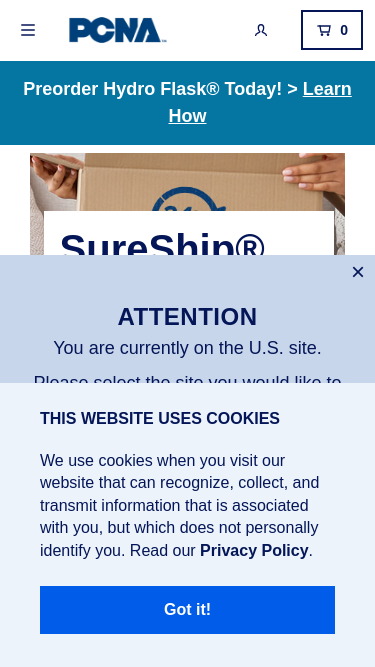 PCNA
0
Preorder Hydro Flask® Today! > Learn
How
SureShip®
ATTENTION
You are currently on the U.S. site.
Please select the site you would like to
THIS WEBSITE USES COOKIES
We use cookies when you visit our
website that can recognize, collect, and
transmit information that is associated
with you, but which does not personally
identify you. Read our Privacy Policy.
Got it!